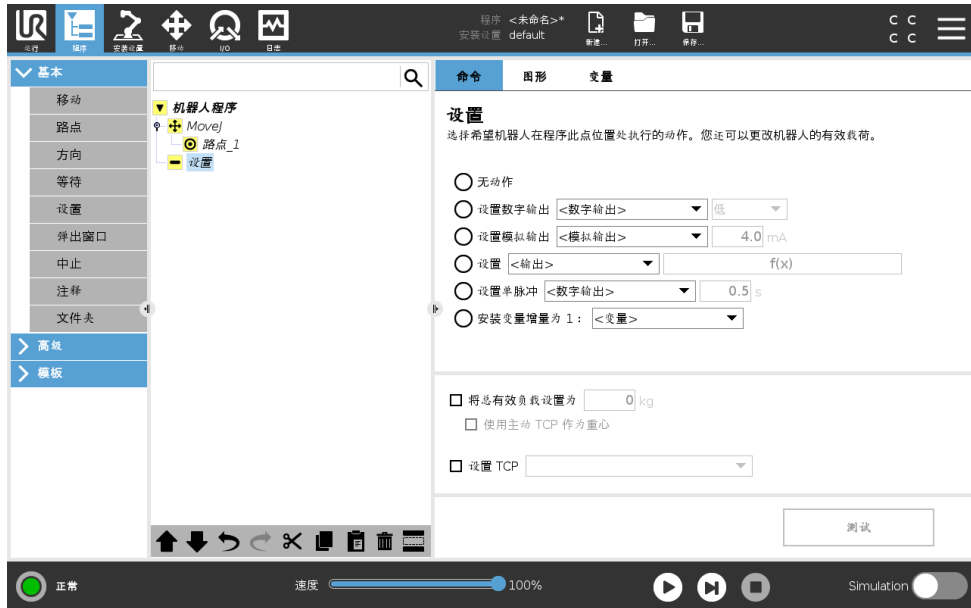 UR
运行
程序
安装设置
移动
I/O
日志
程序 <未命名>*
安装设置 default
新建...
打开...
保存...
C C
C C
基本
移动
路点
方向
等待
设置
弹出窗口
中止
注释
文件夹
高级
模板
机器人程序
MoveJ
路点_1
设置
命令 图形 变量
设置
选择希望机器人在程序此点位置处执行的动作。您还可以更改机器人的有效载荷。
无动作
设置数字输出 <数字输出> 低
设置模拟输出 <模拟输出> 4.0 mA
设置 <输出> f(x)
设置单脉冲 <数字输出> 0.5 s
安装变量增量为 1： <变量>
将总有效负载设置为 0 kg
使用主动 TCP 作为重心
设置 TCP
测试
正常
速度 100%
Simulation